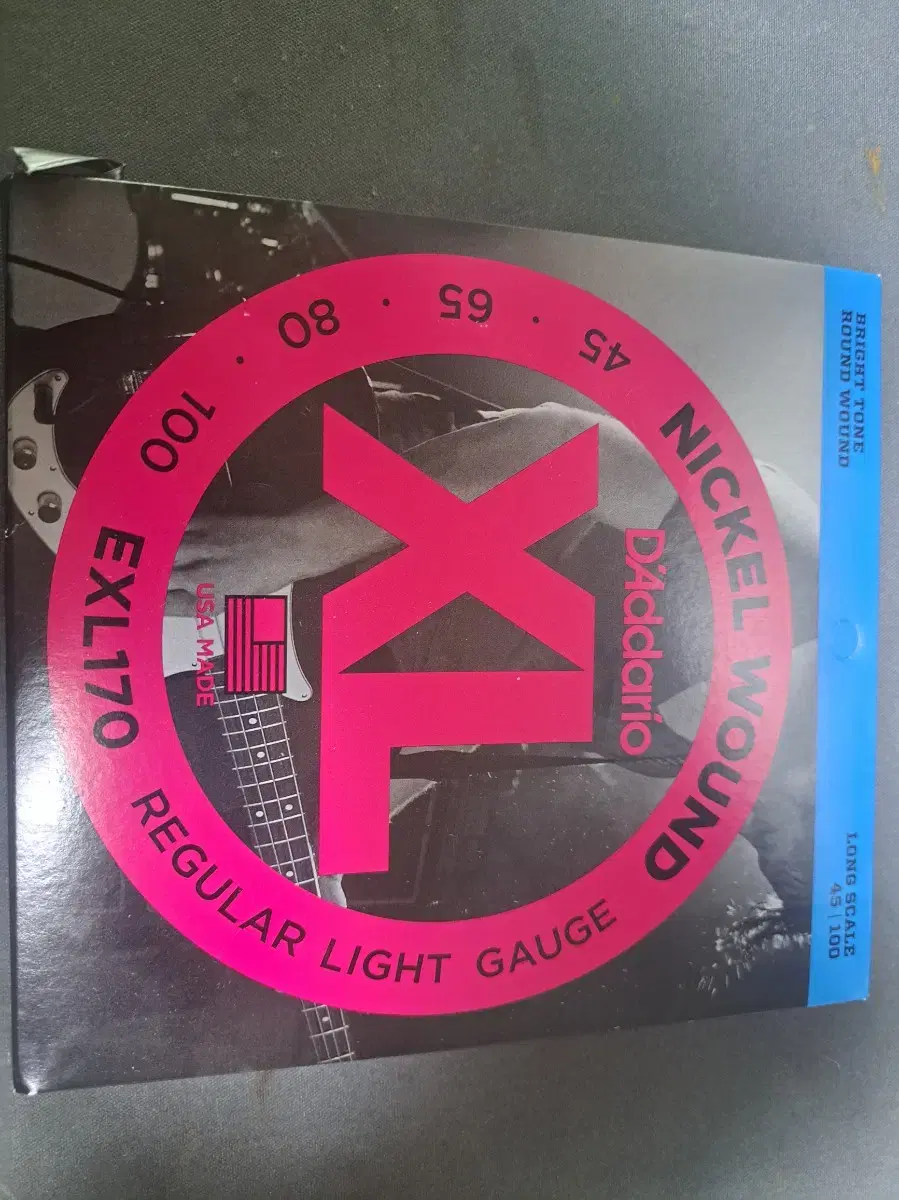 BRIGHT TONE
ROUND WOUND
LONG SCALE
45 | 100
NICKEL WOUND
D'Addario
XL
USA MADE
45 · 65 · 80 · 100
EXL170
REGULAR LIGHT GAUGE